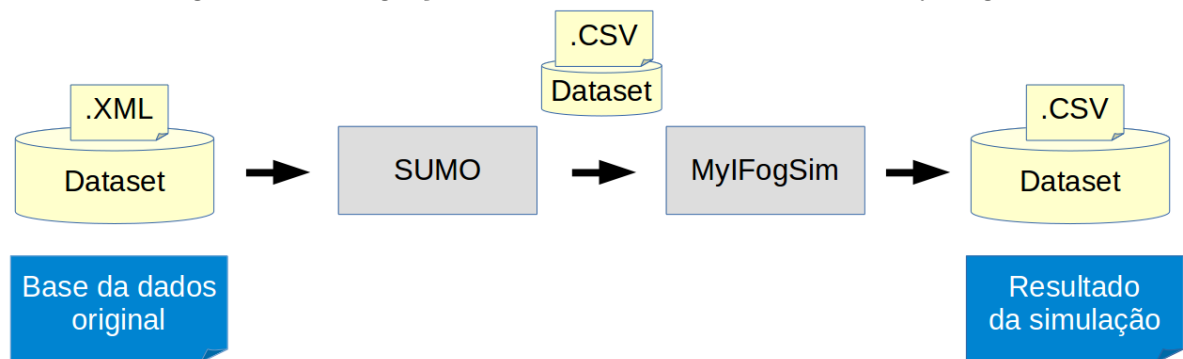 .CSV
Dataset
.XML
Dataset
SUMO
MyIFogSim
.CSV
Dataset
Base da dados
original
Resultado
da simulação